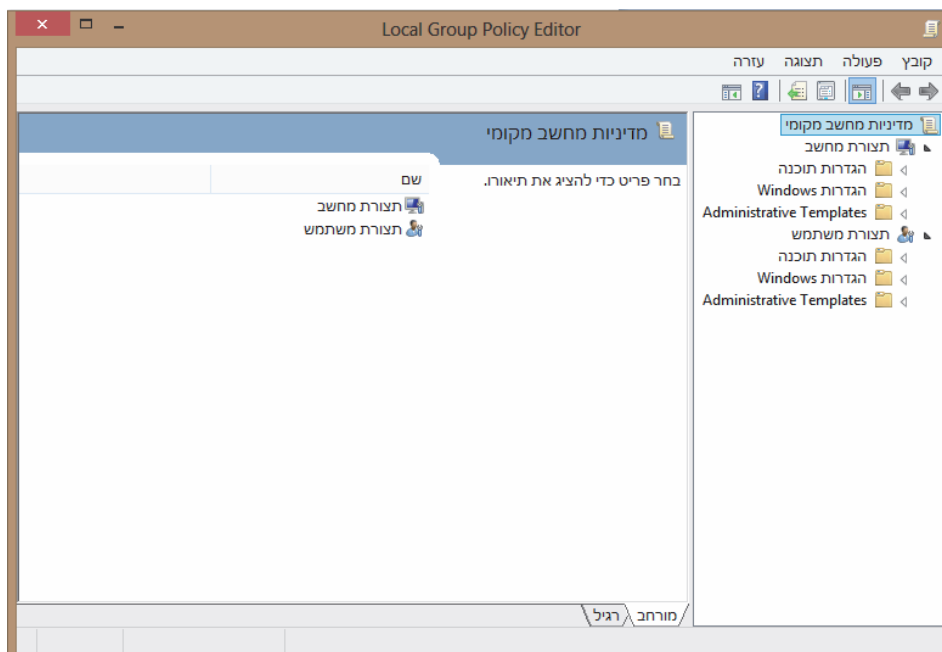 Local Group Policy Editor
קובץ פעולה תצוגה עזרה
מדיניות מחשב מקומי
תצורת מחשב
הגדרות תוכנה
הגדרות Windows
Administrative Templates
תצורת משתמש
הגדרות תוכנה
הגדרות Windows
Administrative Templates
מדיניות מחשב מקומי
בחר פריט כדי להציג את תיאורו.
שם
תצורת מחשב
תצורת משתמש
מורחב רגיל